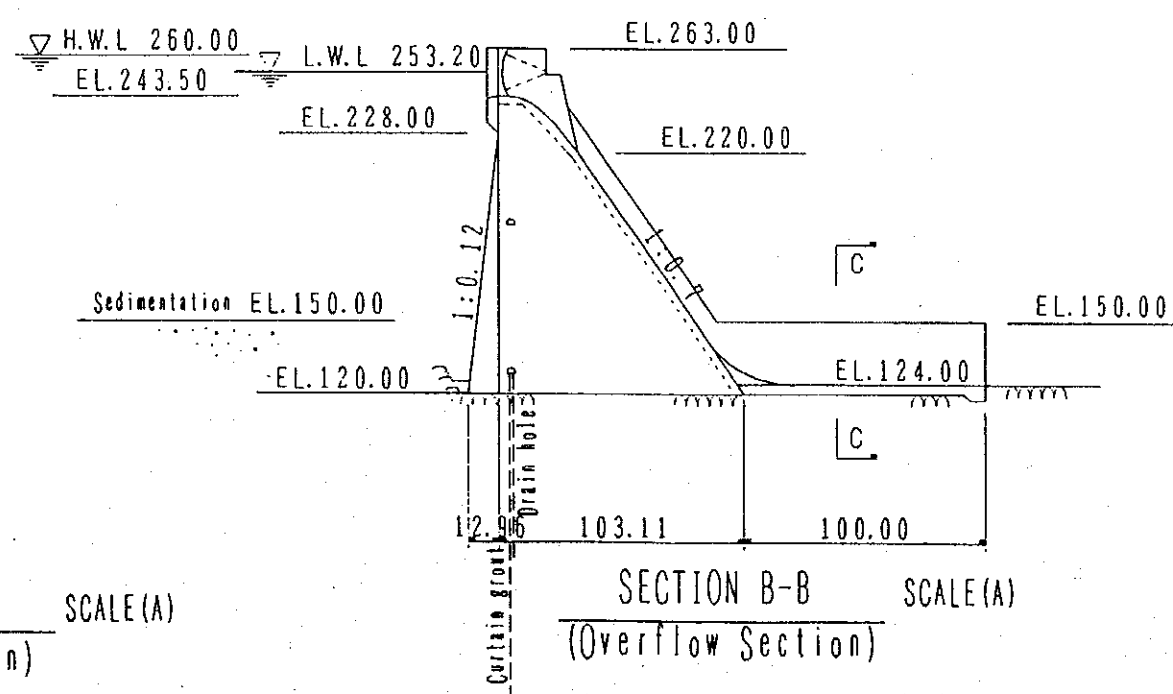 H.W.L 260.00
L.W.L 253.20
EL.263.00
EL.243.50
EL.228.00
EL.220.00
1:0.12
C
Sedimentation EL.150.00
EL.150.00
EL.120.00
EL.124.00
C
Drain hole
12.96
103.11
100.00
Curtain grout
SECTION B-B
SCALE(A)
(Overflow Section)
SCALE(A)
n)